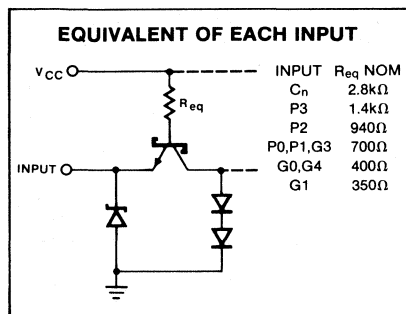 EQUIVALENT OF EACH INPUT
VCC
Req
INPUT
INPUT Req NOM
Cn 2.8kΩ
P3 1.4kΩ
P2 940Ω
P0,P1,G3 700Ω
G0,G4 400Ω
G1 350Ω